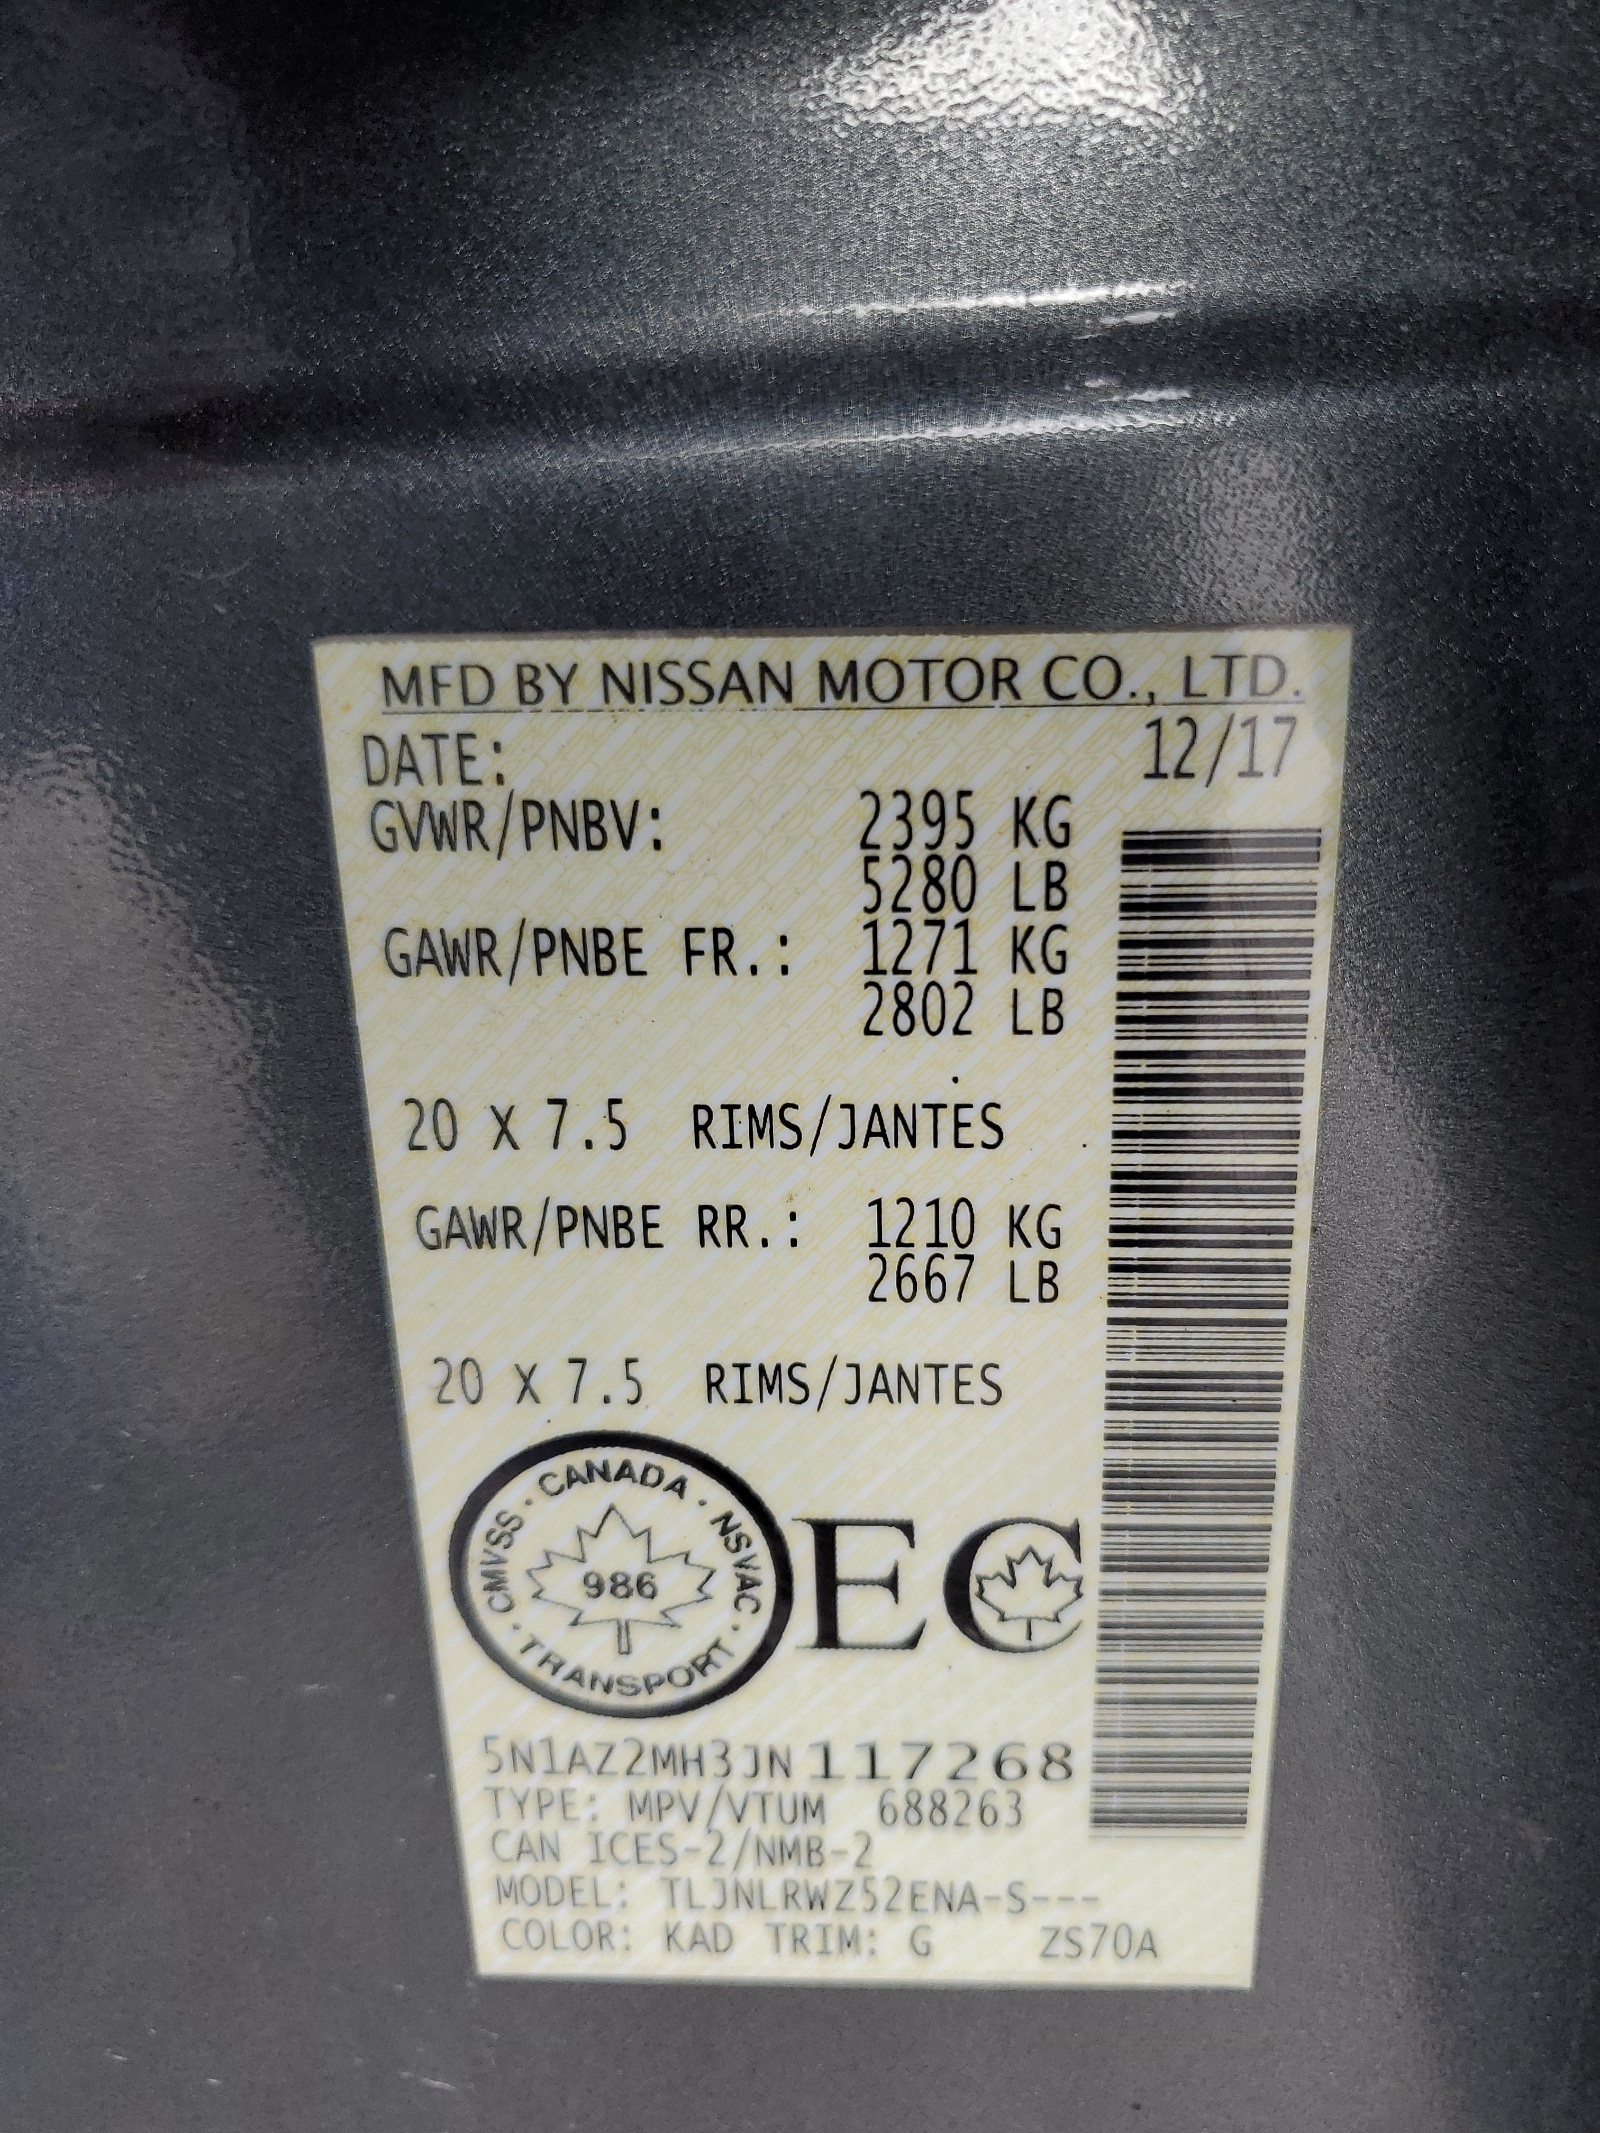 MFD BY NISSAN MOTOR CO., LTD.
DATE: 12/17
GVWR/PNBV: 2395 KG
5280 LB
GAWR/PNBE FR.: 1271 KG
2802 LB
20 X 7.5 RIMS/JANTES
GAWR/PNBE RR.: 1210 KG
2667 LB
20 X 7.5 RIMS/JANTES
CANADA · NSVAC · TRANSPORT · CMVSS ·
986
EC
5N1AZ2MH3JN117268
TYPE: MPV/VTUM 688263
CAN ICES-2/NMB-2
MODEL: TLJNLRWZ52ENA-S---
COLOR: KAD TRIM: G ZS70A